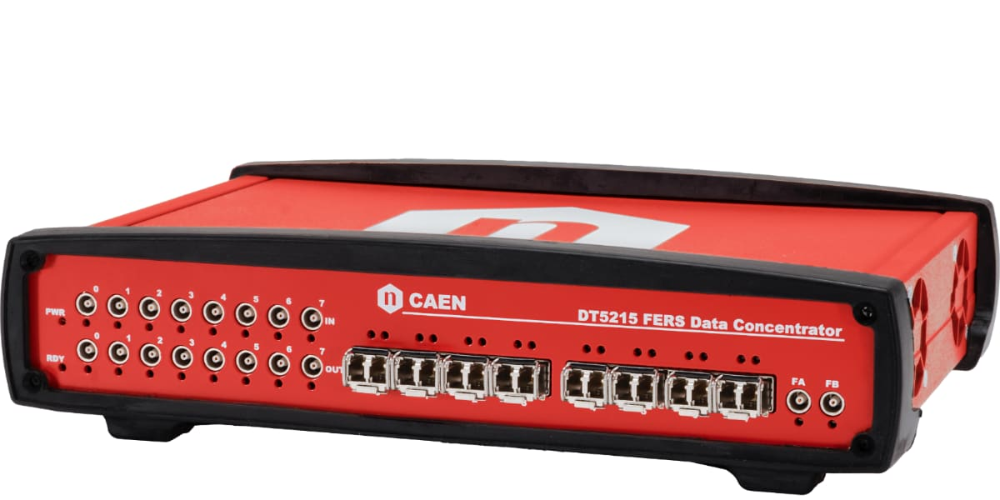 n
n CAEN
DT5215 FERS Data Concentrator
PWR
0 1 2 3 4 5 6 7 IN
RDY
0 1 2 3 4 5 6 7 OUT
FA FB